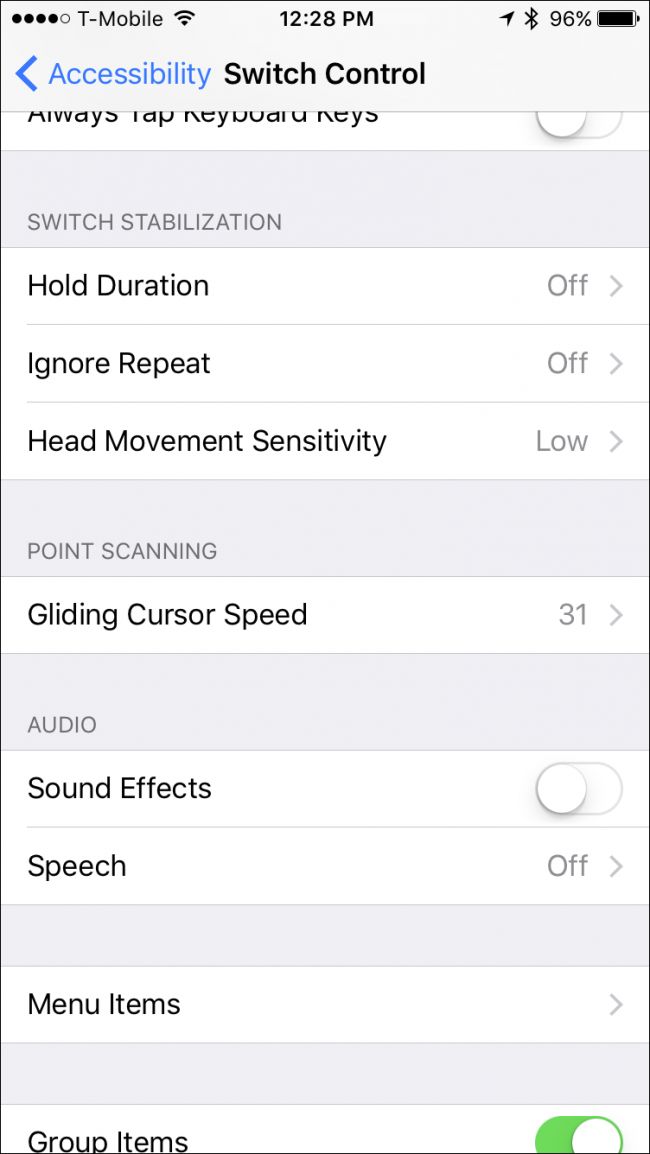 T-Mobile 12:28 PM 96%
Accessibility Switch Control
Always Tap Keyboard Keys
SWITCH STABILIZATION
Hold Duration Off
Ignore Repeat Off
Head Movement Sensitivity Low
POINT SCANNING
Gliding Cursor Speed 31
AUDIO
Sound Effects
Speech Off
Menu Items
Group Items